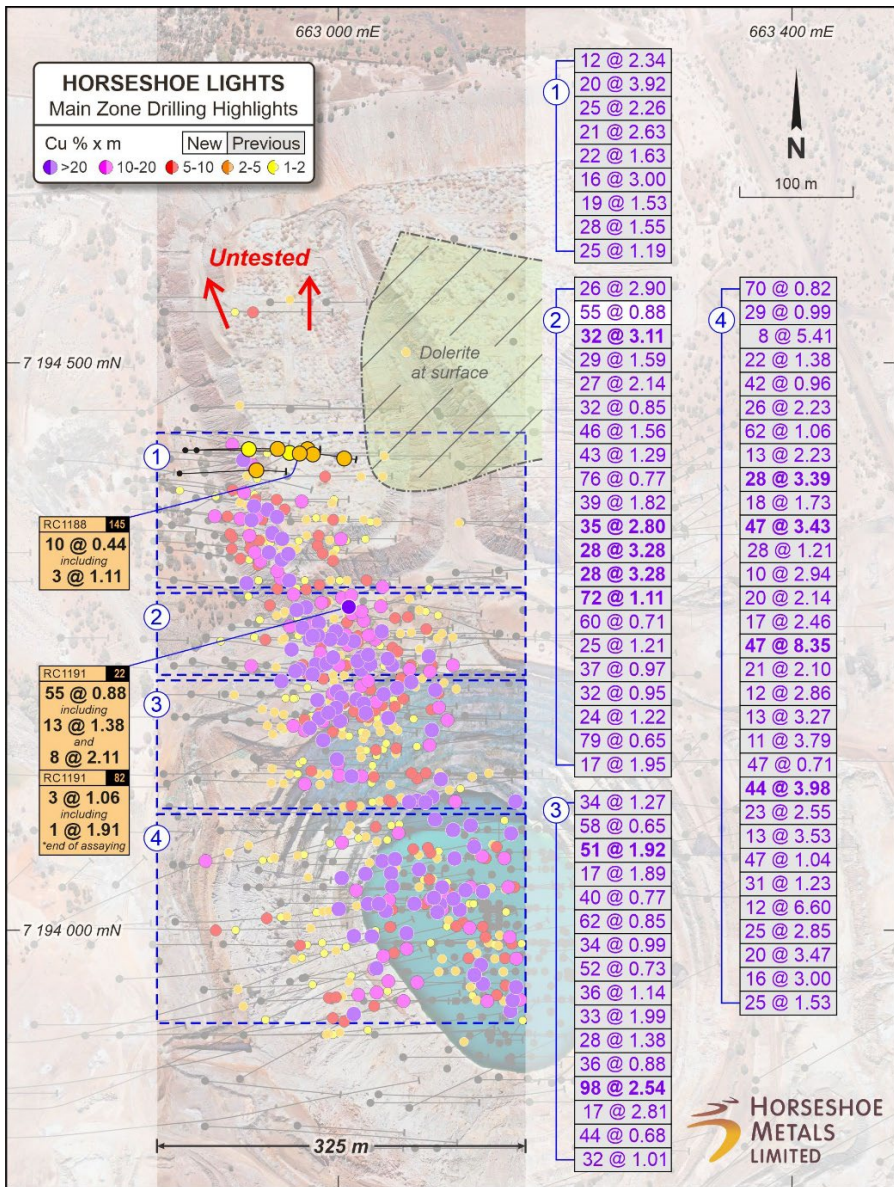 663 000 mE
663 400 mE
HORSESHOE LIGHTS
Main Zone Drilling Highlights
Cu % x m
New Previous
>20 10-20 5-10 2-5 1-2
N
100 m
Untested
Dolerite
at surface
7 194 500 mN
7 194 000 mN
1
2
3
4
RC1188 145
10 @ 0.44
including
3 @ 1.11
RC1191 22
55 @ 0.88
including
13 @ 1.38
and
8 @ 2.11
RC1191 82
3 @ 1.06
including
1 @ 1.91
*end of assaying
325 m
1
12 @ 2.34
20 @ 3.92
25 @ 2.26
21 @ 2.63
22 @ 1.63
16 @ 3.00
19 @ 1.53
28 @ 1.55
25 @ 1.19
2
26 @ 2.90
55 @ 0.88
32 @ 3.11
29 @ 1.59
27 @ 2.14
32 @ 0.85
46 @ 1.56
43 @ 1.29
76 @ 0.77
39 @ 1.82
35 @ 2.80
28 @ 3.28
28 @ 3.28
72 @ 1.11
60 @ 0.71
25 @ 1.21
37 @ 0.97
32 @ 0.95
24 @ 1.22
79 @ 0.65
17 @ 1.95
3
34 @ 1.27
58 @ 0.65
51 @ 1.92
17 @ 1.89
40 @ 0.77
62 @ 0.85
34 @ 0.99
52 @ 0.73
36 @ 1.14
33 @ 1.99
28 @ 1.38
36 @ 0.88
98 @ 2.54
17 @ 2.81
44 @ 0.68
32 @ 1.01
4
70 @ 0.82
29 @ 0.99
8 @ 5.41
22 @ 1.38
42 @ 0.96
26 @ 2.23
62 @ 1.06
13 @ 2.23
28 @ 3.39
18 @ 1.73
47 @ 3.43
28 @ 1.21
10 @ 2.94
20 @ 2.14
17 @ 2.46
47 @ 8.35
21 @ 2.10
12 @ 2.86
13 @ 3.27
11 @ 3.79
47 @ 0.71
44 @ 3.98
23 @ 2.55
13 @ 3.53
47 @ 1.04
31 @ 1.23
12 @ 6.60
25 @ 2.85
20 @ 3.47
16 @ 3.00
25 @ 1.53
HORSESHOE
METALS
LIMITED